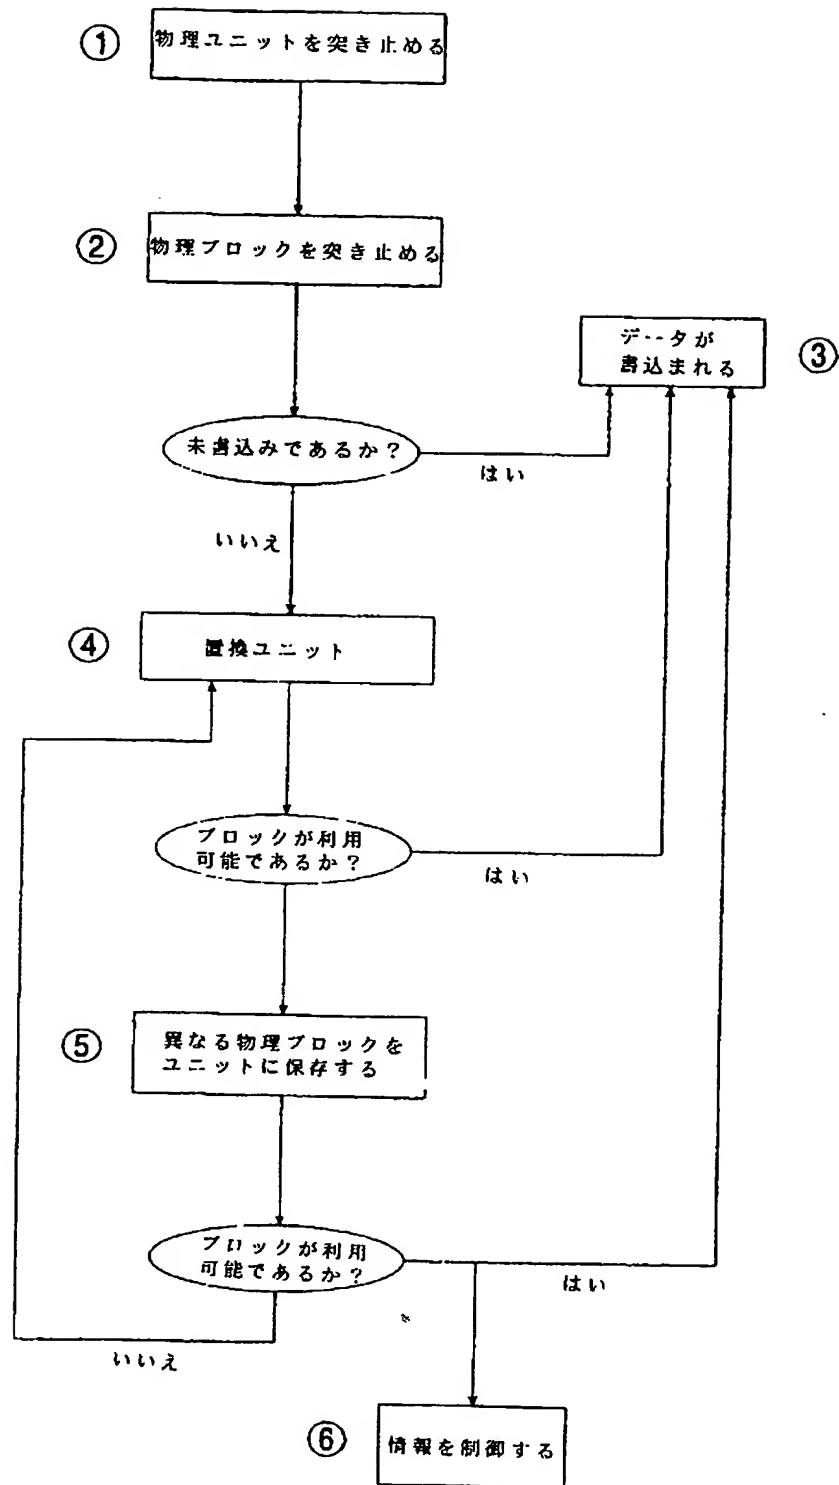 ①
物理ユニットを突き止める
②
物理ブロックを突き止める
データが
書込まれる
③
未書込みであるか?
はい
いいえ
④
置換ユニット
ブロックが利用
可能であるか?
はい
⑤
異なる物理ブロックを
ユニットに保存する
ブロックが利用
可能であるか?
はい
いいえ
⑥
情報を制御する